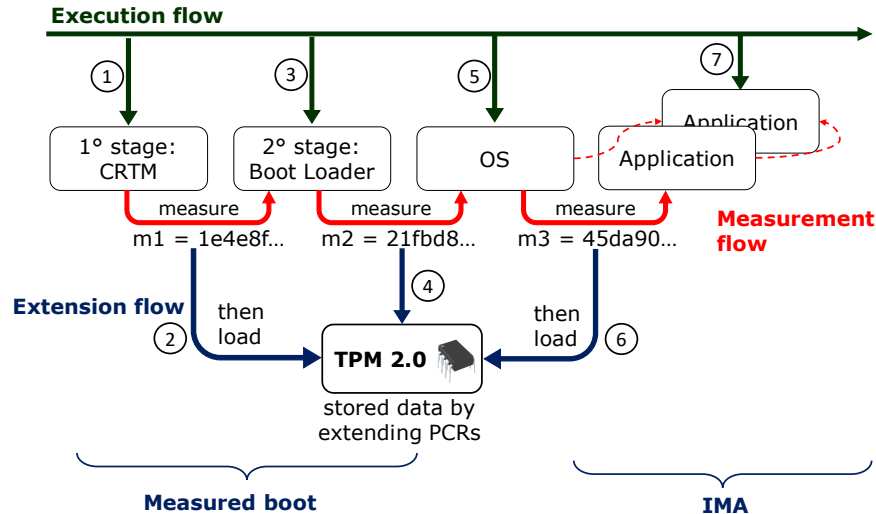 Execution flow
1
3
5
7
1° stage:
CRTM
2° stage:
Boot Loader
OS
Application
Application
measure
measure
measure
m1 = 1e4e8f...
m2 = 21fbd8...
m3 = 45da90...
Measurement
flow
Extension flow
2
then
load
4
then
load
6
TPM 2.0
stored data by
extending PCRs
Measured boot
IMA